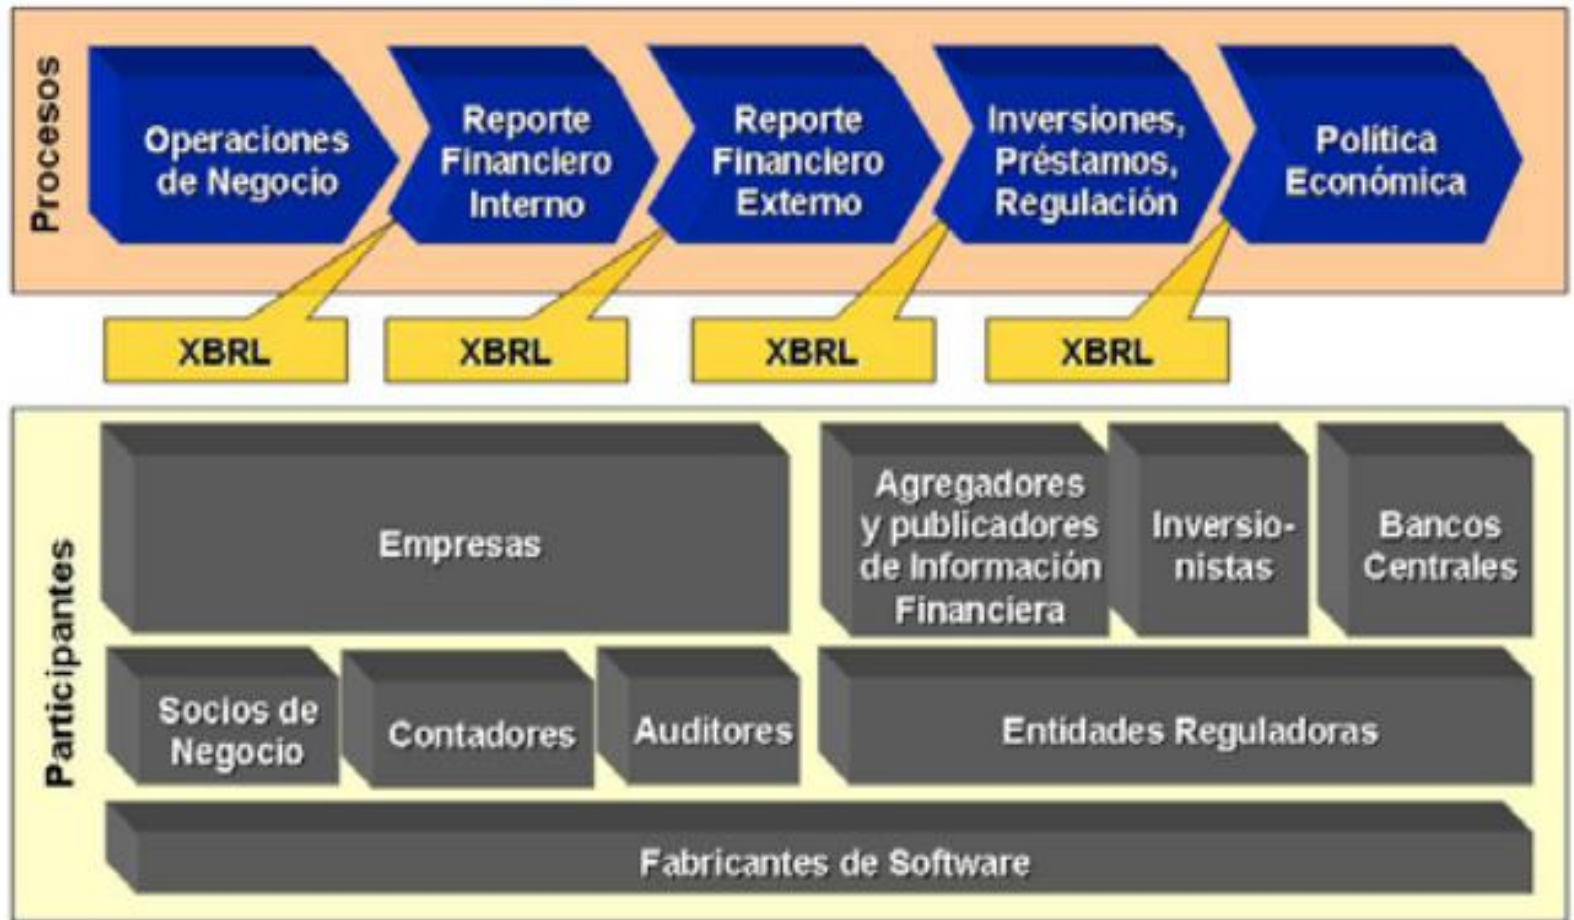 Procesos
Operaciones
de Negocio
Reporte
Financiero
Interno
Reporte
Financiero
Externo
Inversiones,
Préstamos,
Regulación
Política
Económica
XBRL
XBRL
XBRL
XBRL
Participantes
Empresas
Agregadores
y publicadores
de Información
Financiera
Inversio-
nistas
Bancos
Centrales
Socios de
Negocio
Contadores
Auditores
Entidades Reguladoras
Fabricantes de Software